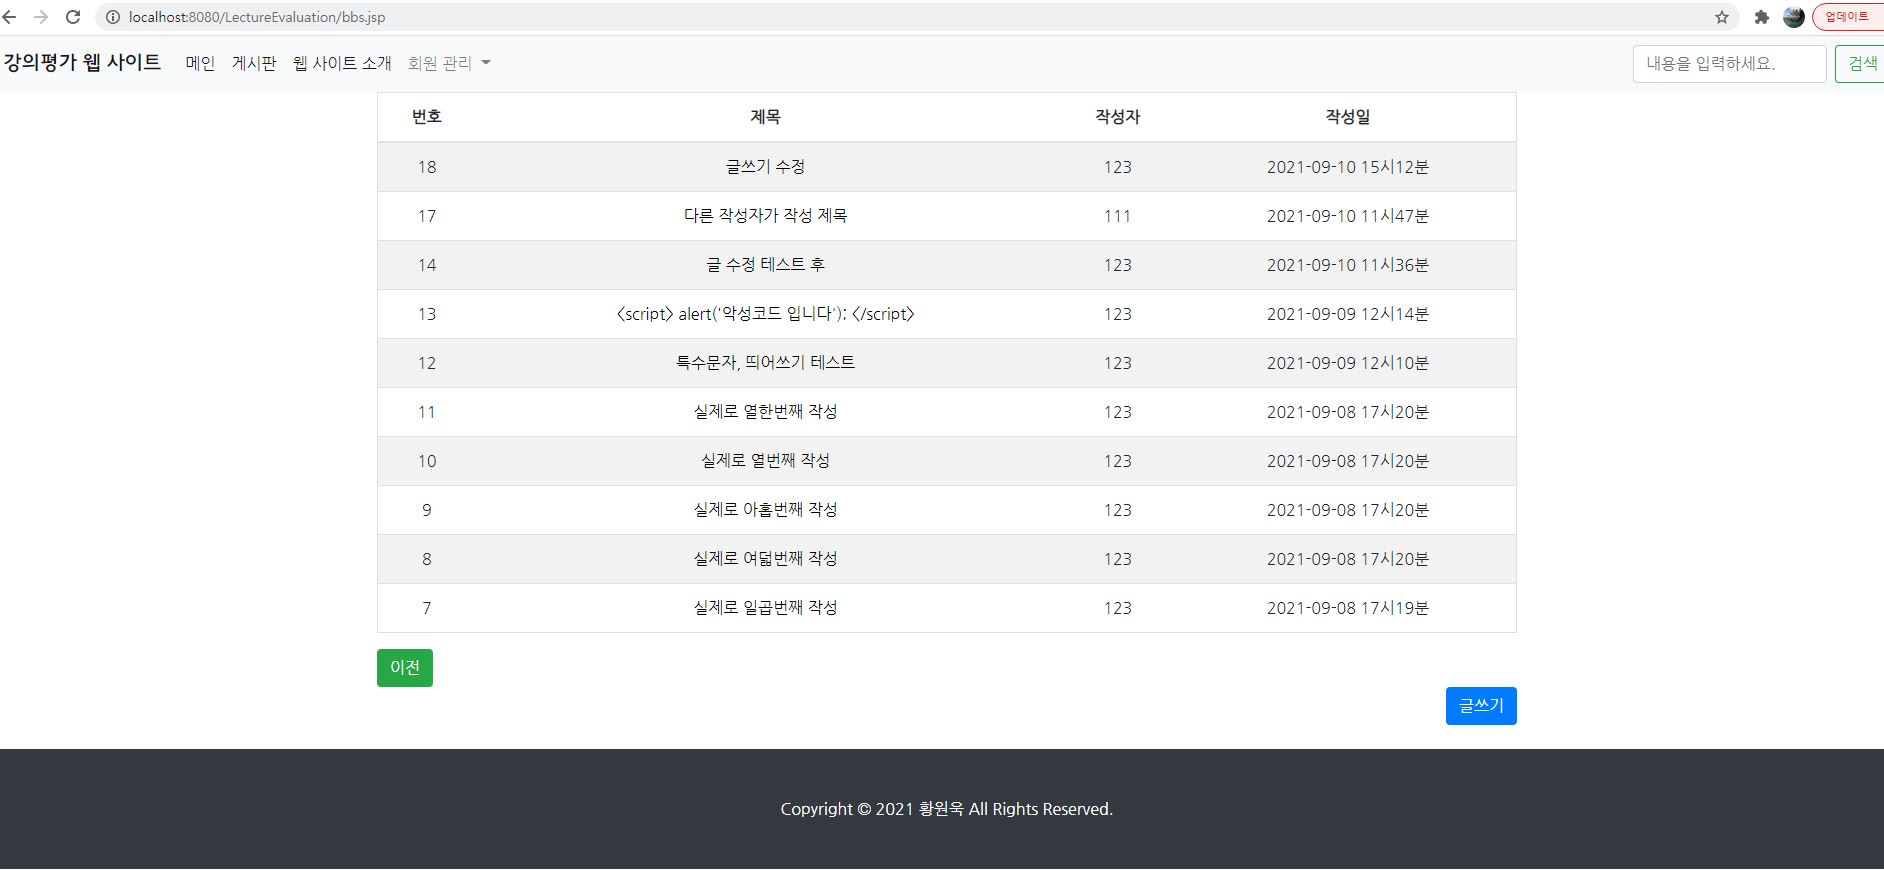 localhost:8080/LectureEvaluation/bbs.jsp 업데이트
강의평가 웹 사이트 메인 게시판 웹 사이트 소개 회원 관리 내용을 입력하세요. 검색
번호 제목 작성자 작성일
18 글쓰기 수정 123 2021-09-10 15시12분
17 다른 작성자가 작성 제목 111 2021-09-10 11시47분
14 글 수정 테스트 후 123 2021-09-10 11시36분
13 <script> alert('악성코드 입니다'); </script> 123 2021-09-09 12시14분
12 특수문자, 띄어쓰기 테스트 123 2021-09-09 12시10분
11 실제로 열한번째 작성 123 2021-09-08 17시20분
10 실제로 열번째 작성 123 2021-09-08 17시20분
9 실제로 아홉번째 작성 123 2021-09-08 17시20분
8 실제로 여덟번째 작성 123 2021-09-08 17시20분
7 실제로 일곱번째 작성 123 2021-09-08 17시19분
이전
글쓰기
Copyright © 2021 황원욱 All Rights Reserved.